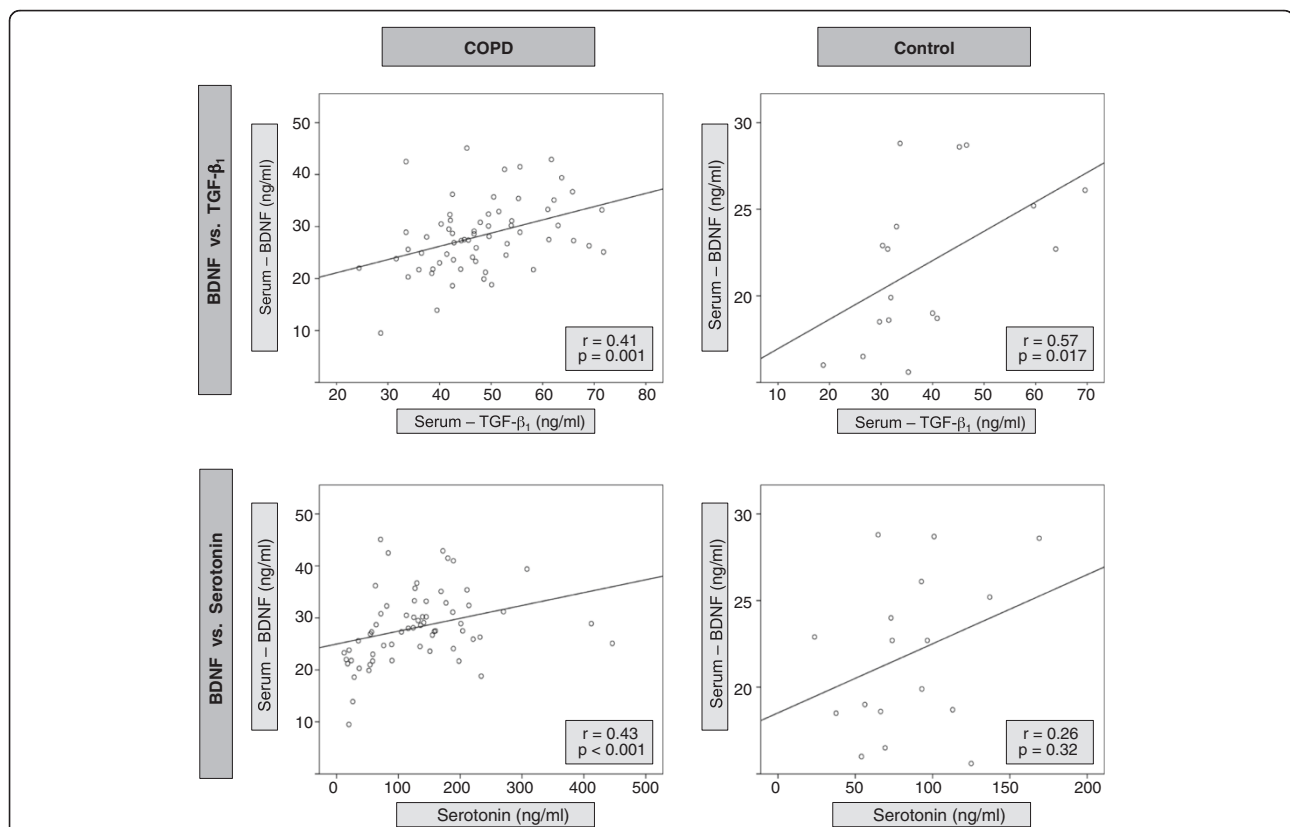 COPD
Control
BDNF vs. TGF-β₁
Serum – BDNF (ng/ml)
50
40
30
20
10
r = 0.41
p = 0.001
20 30 40 50 60 70 80
Serum – TGF-β₁ (ng/ml)
Serum – BDNF (ng/ml)
30
25
20
r = 0.57
p = 0.017
10 20 30 40 50 60 70
Serum – TGF-β₁ (ng/ml)
BDNF vs. Serotonin
Serum – BDNF (ng/ml)
50
40
30
20
10
r = 0.43
p < 0.001
0 100 200 300 400 500
Serotonin (ng/ml)
Serum – BDNF (ng/ml)
30
25
20
r = 0.26
p = 0.32
0 50 100 150 200
Serotonin (ng/ml)